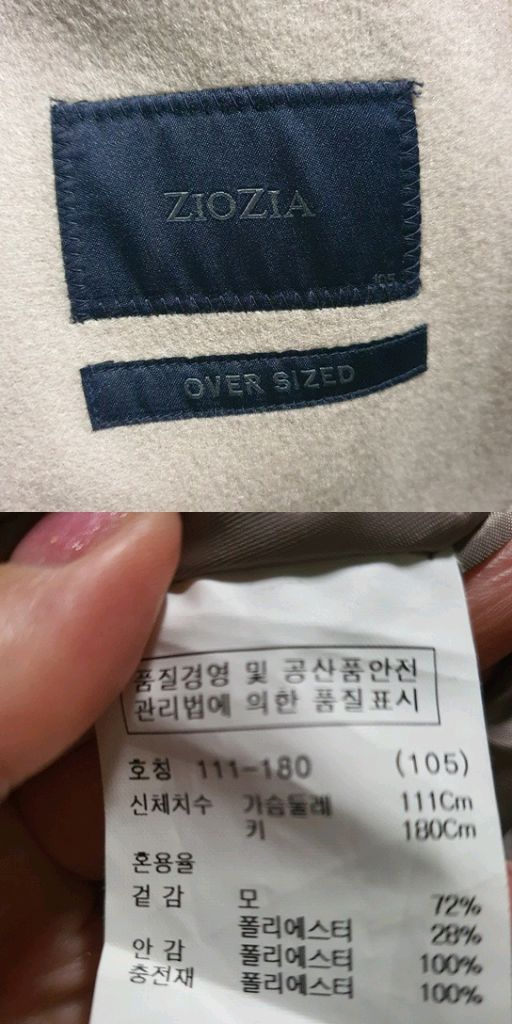 ZIOZIA
105
OVER SIZED
품질경영 및 공산품안전
관리법에 의한 품질표시
호칭 111-180 (105)
신체치수 가슴둘레 111Cm
키 180Cm
혼용율
겉감 모 72%
폴리에스터 28%
안감 폴리에스터 100%
충전재 폴리에스터 100%